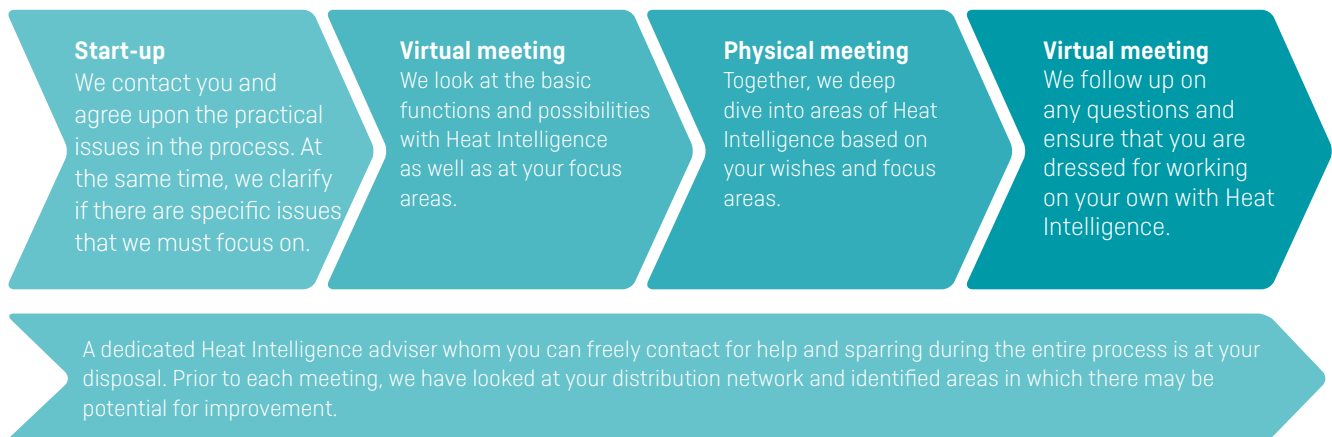 Start-up
We contact you and
agree upon the practical
issues in the process. At
the same time, we clarify
if there are specific issues
that we must focus on.
Virtual meeting
We look at the basic
functions and possibilities
with Heat Intelligence
as well as at your focus
areas.
Physical meeting
Together, we deep
dive into areas of Heat
Intelligence based on
your wishes and focus
areas.
Virtual meeting
We follow up on
any questions and
ensure that you are
dressed for working
on your own with Heat
Intelligence.
A dedicated Heat Intelligence adviser whom you can freely contact for help and sparring during the entire process is at your
disposal. Prior to each meeting, we have looked at your distribution network and identified areas in which there may be
potential for improvement.